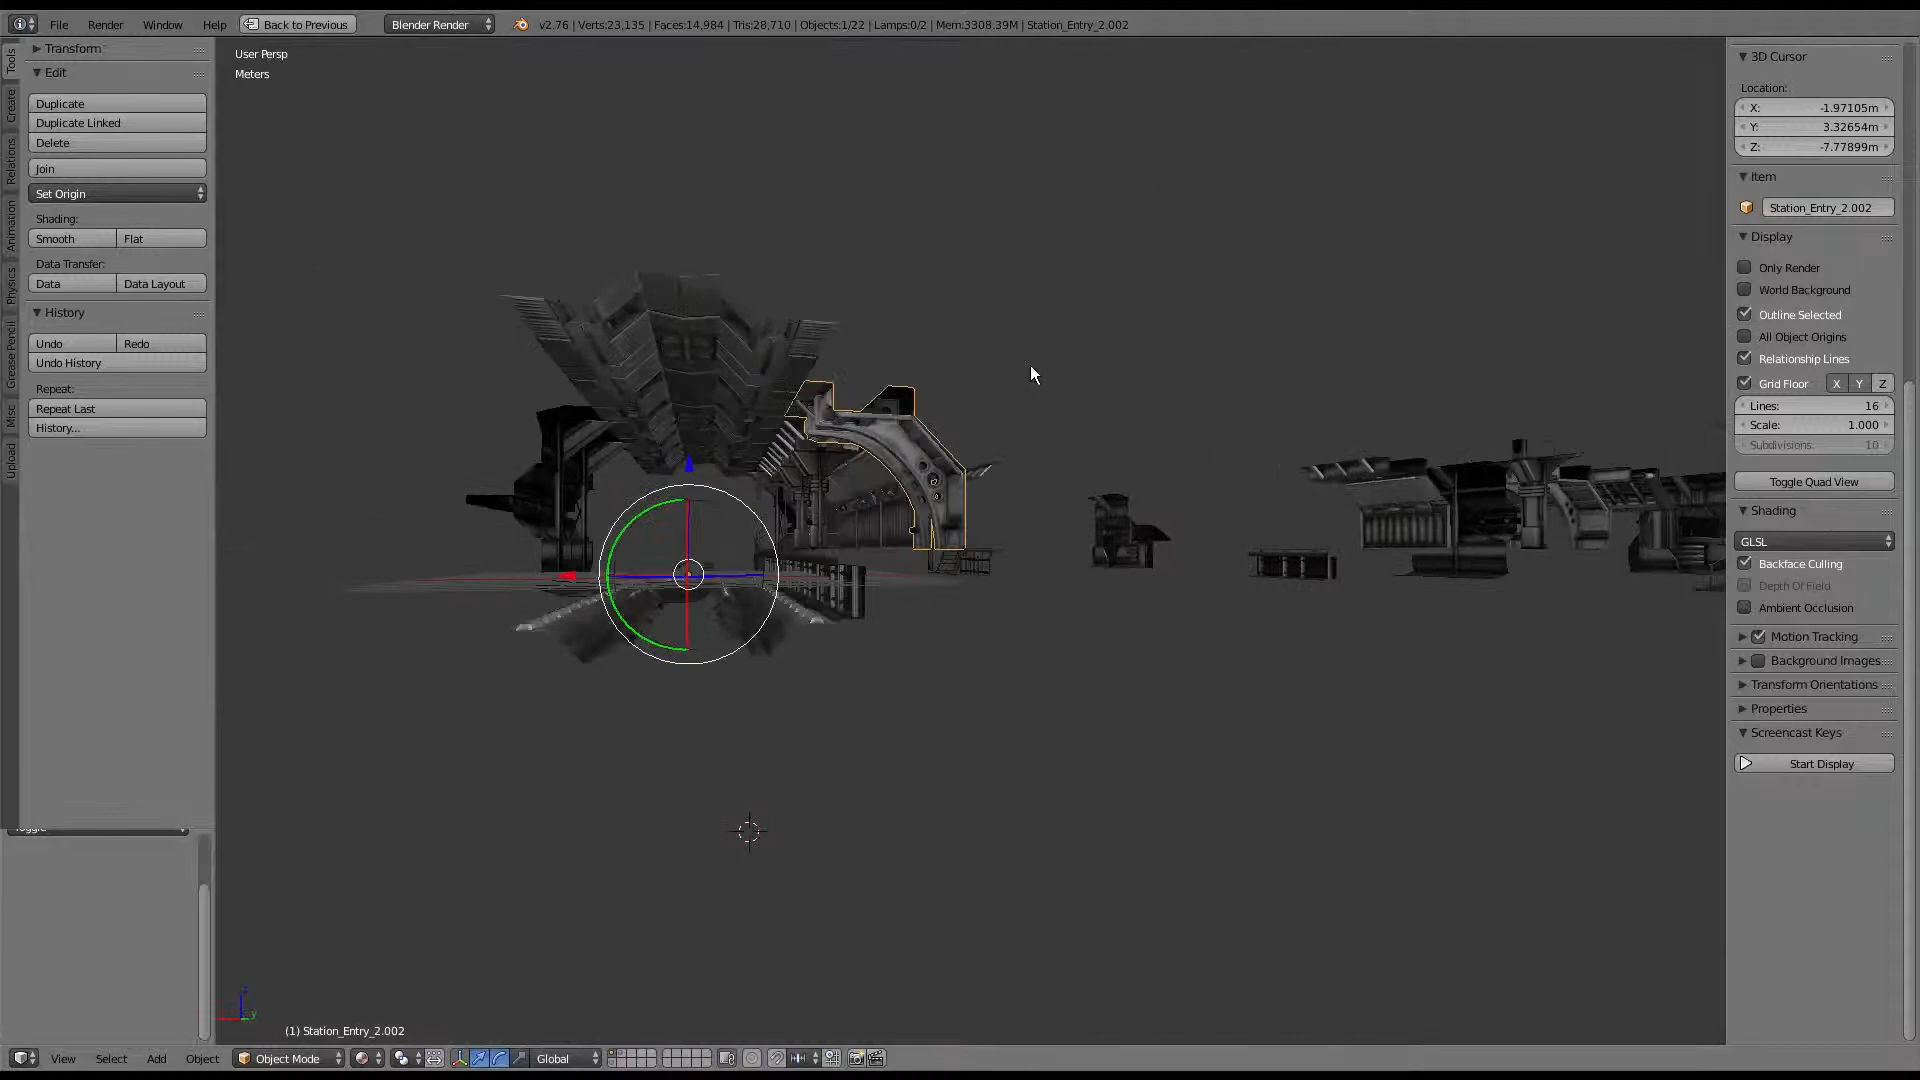 File Render Window Help Back to Previous Blender Render v2.76 | Verts:23,135 | Faces:14,984 | Tris:28,710 | Objects:1/22 | Lamps:0/2 | Mem:3308.39M | Station_Entry_2.002
Tools
Create
Relations
Animation
Physics
Grease Pencil
Misc
Upload
Transform
Edit
Duplicate
Duplicate Linked
Delete
Join
Set Origin
Shading:
Smooth Flat
Data Transfer:
Data Data Layout
History
Undo Redo
Undo History
Repeat:
Repeat Last
History...
User Persp
Meters
z
y
(1) Station_Entry_2.002
3D Cursor
Location:
X: -1.97105m
Y: 3.32654m
Z: -7.77899m
Item
Station_Entry_2.002
Display
Only Render
World Background
Outline Selected
All Object Origins
Relationship Lines
Grid Floor X Y Z
Lines: 16
Scale: 1.000
Subdivisions: 10
Toggle Quad View
Shading
GLSL
Backface Culling
Depth Of Field
Ambient Occlusion
Motion Tracking
Background Images
Transform Orientations
Properties
Screencast Keys
Start Display
View Select Add Object Object Mode Global